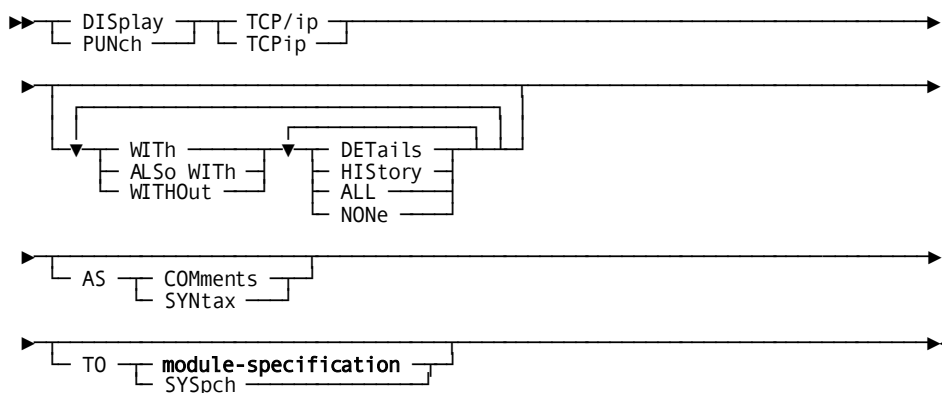 DISplay TCP/ip
PUNch TCPip
WITh DETails
ALSo WITh HIStory
WITHOut ALL
NONe
AS COMments
SYNtax
TO module-specification
SYSpch